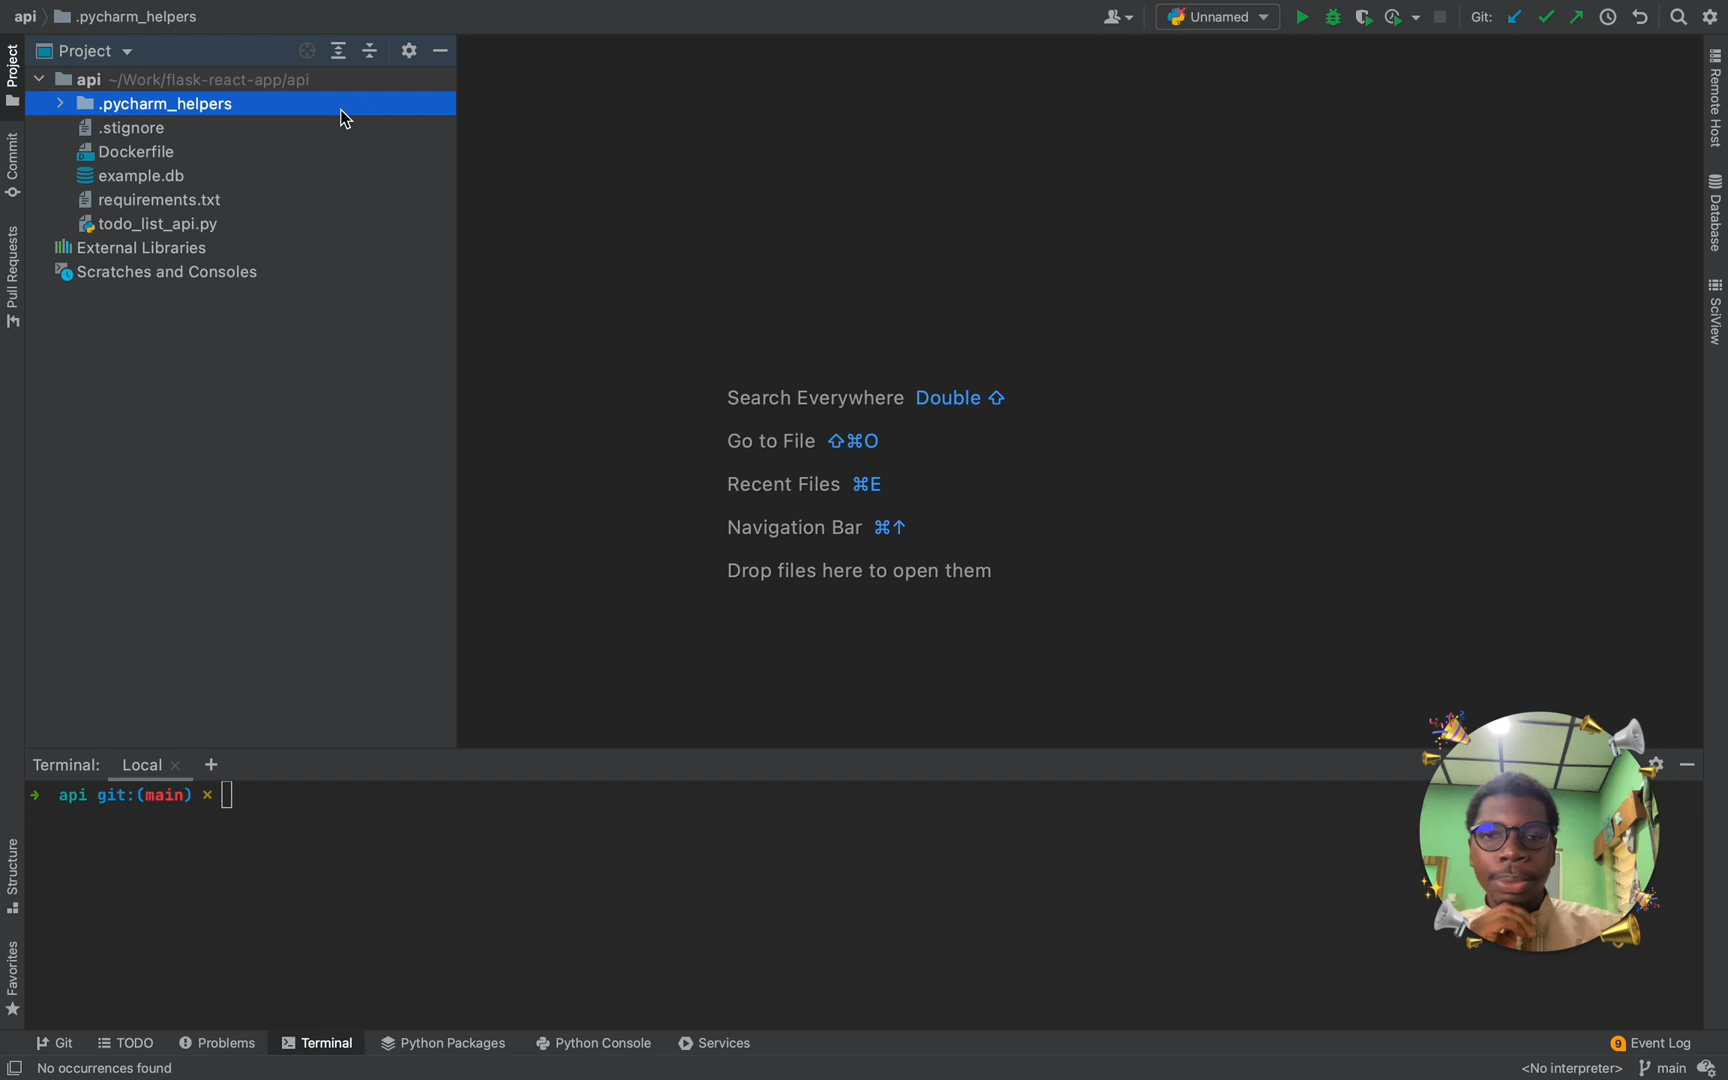 api .pycharm_helpers Unnamed Git:
Project
api ~/Work/flask-react-app/api
.pycharm_helpers
.stignore
Dockerfile
example.db
requirements.txt
todo_list_api.py
External Libraries
Scratches and Consoles
Project
Commit
Pull Requests
Structure
Favorites
Search Everywhere Double ⇧
Go to File ⇧⌘O
Recent Files ⌘E
Navigation Bar ⌘↑
Drop files here to open them
Remote Host
Database
SciView
Terminal: Local × +
→ api git:(main) ×
Git TODO Problems Terminal Python Packages Python Console Services 9 Event Log
No occurrences found <No interpreter> main